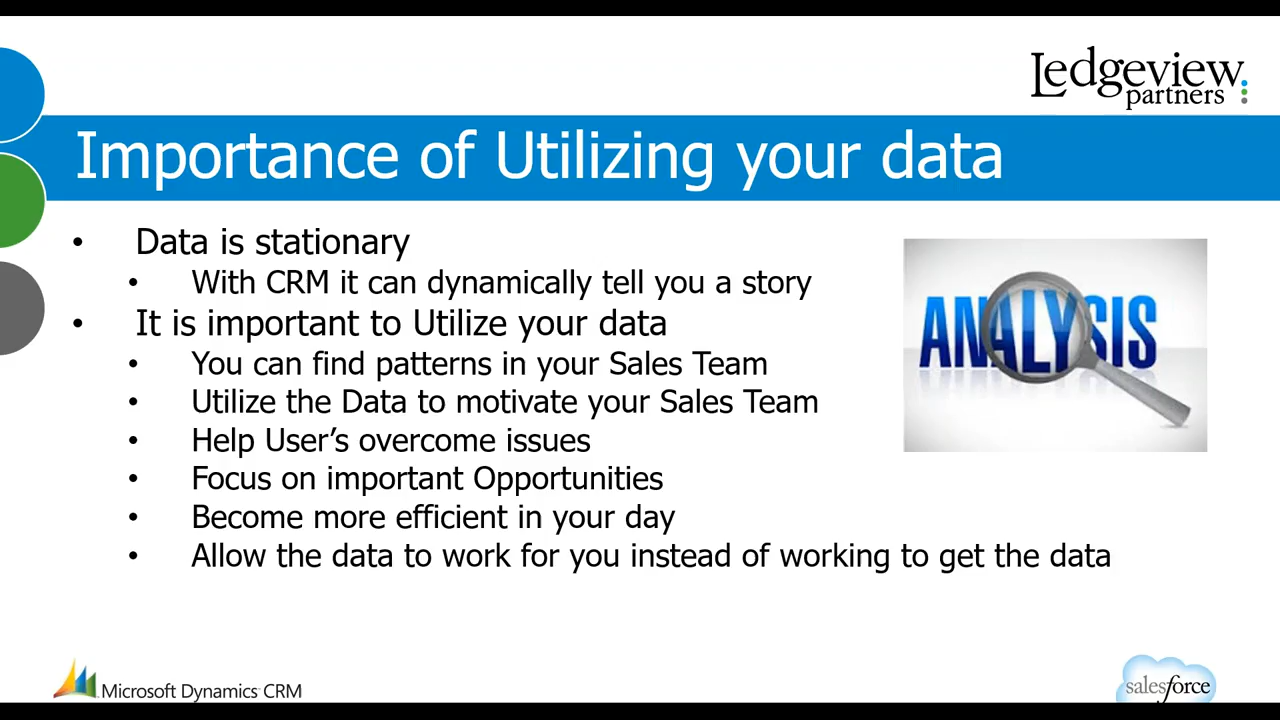 Ledgeview
partners
Importance of Utilizing your data
• Data is stationary
• With CRM it can dynamically tell you a story
• It is important to Utilize your data
• You can find patterns in your Sales Team
• Utilize the Data to motivate your Sales Team
• Help User’s overcome issues
• Focus on important Opportunities
• Become more efficient in your day
• Allow the data to work for you instead of working to get the data
ANALYSIS
Microsoft Dynamics CRM
salesforce